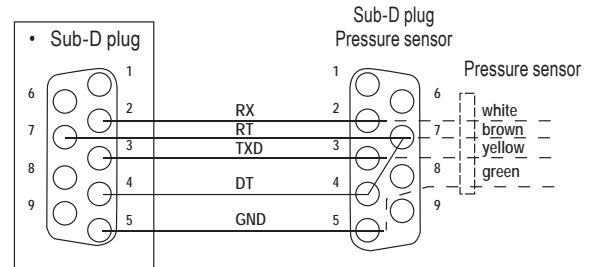 Sub-D plug
Pressure sensor
• Sub-D plug
Pressure sensor
1
1
6
6
2
RX
2
white
7
RT
7
brown
3
TXD
3
yellow
8
8
green
4
DT
4
9
9
5
GND
5